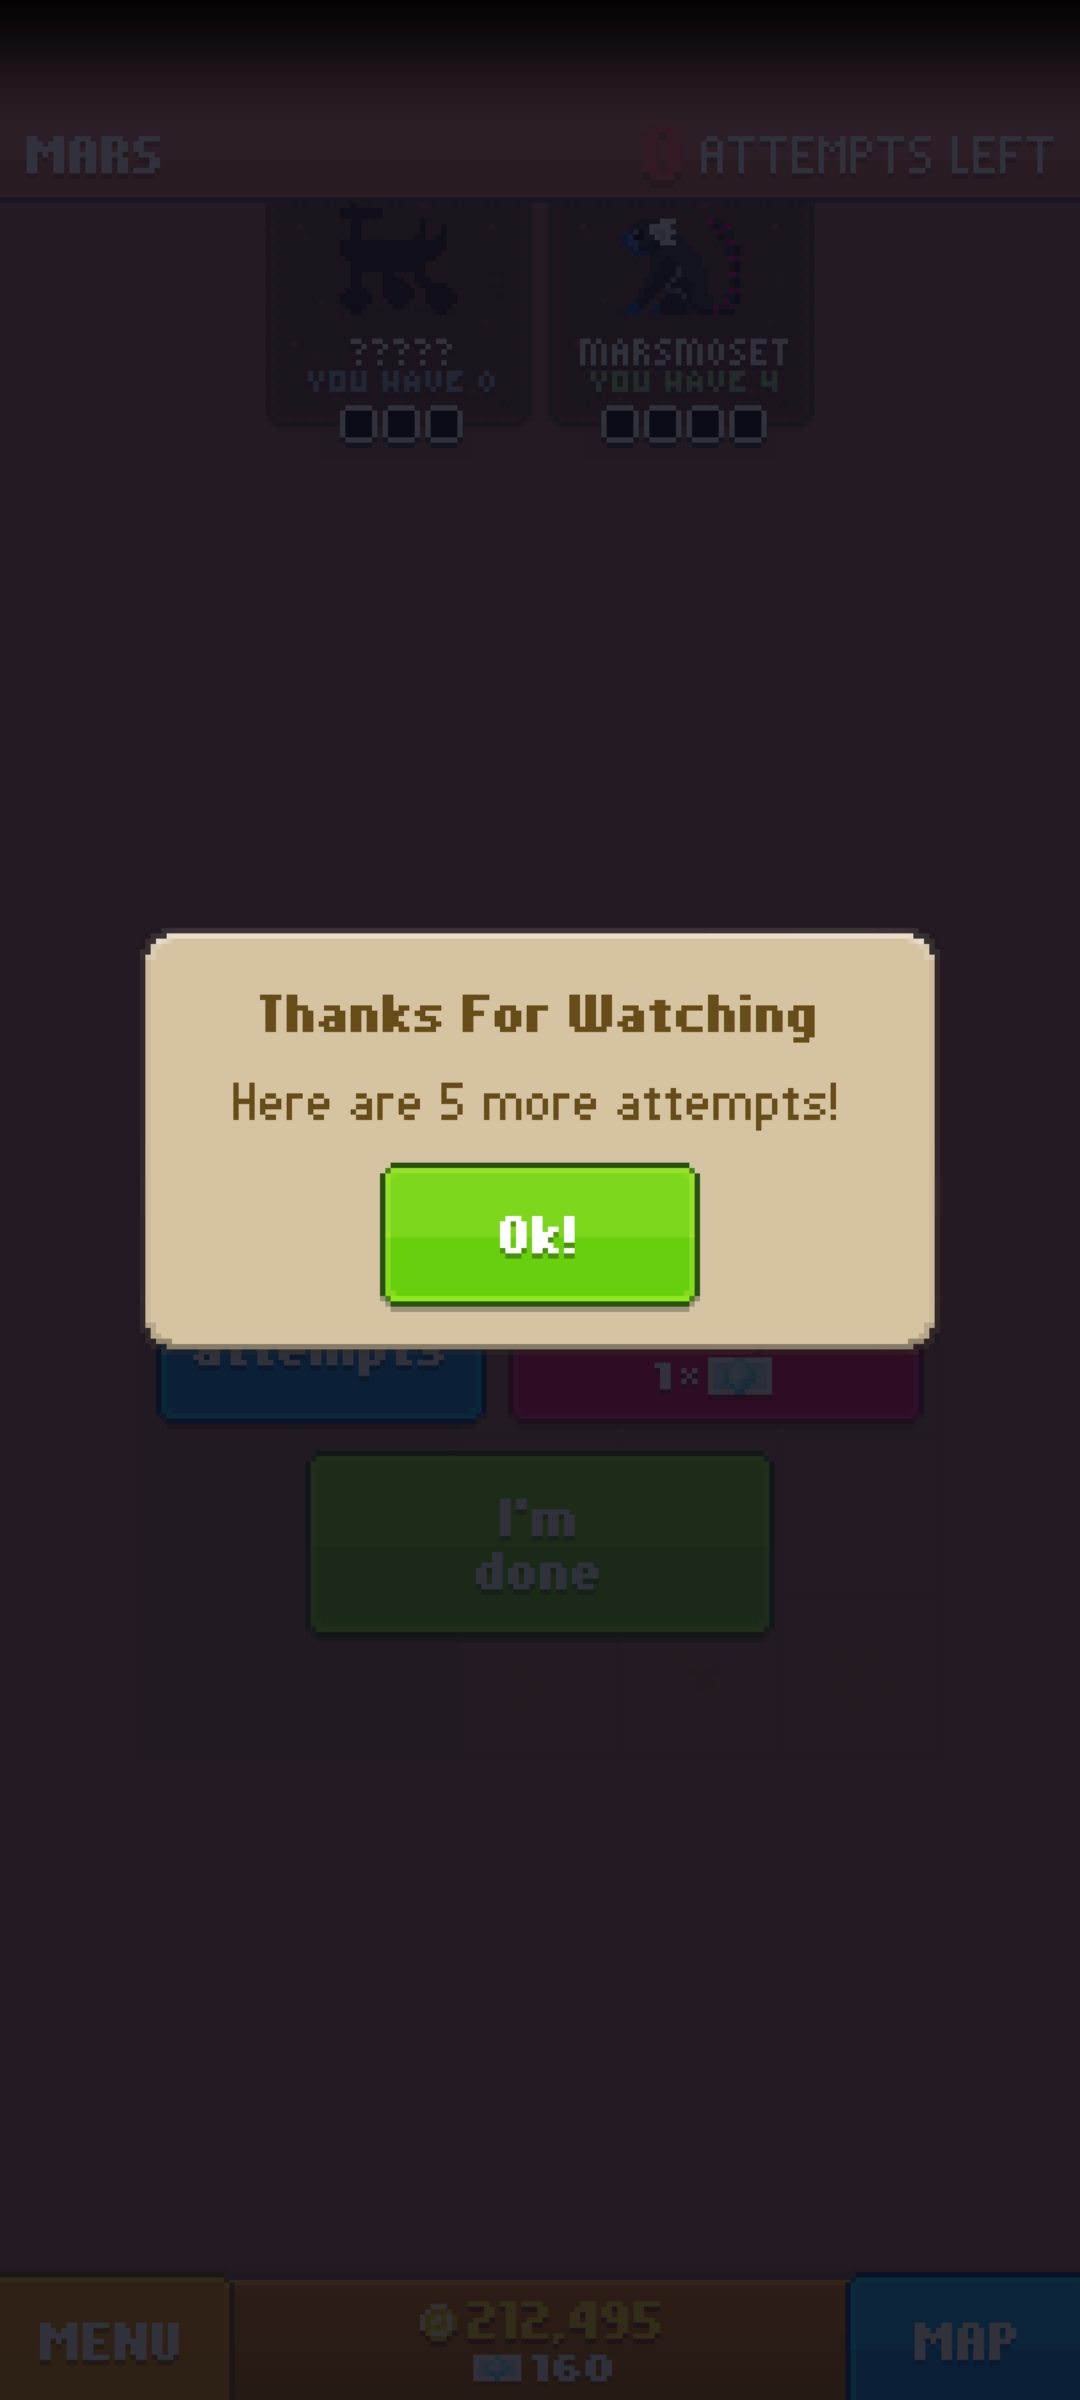 MARS
ATTEMPTS LEFT
?????
YOU HAVE 0
MARSMOSET
YOU HAVE 4
Thanks For Watching
Here are 5 more attempts!
Ok!
attempts
1×
I'm
done
MENU
212,495
160
MAP